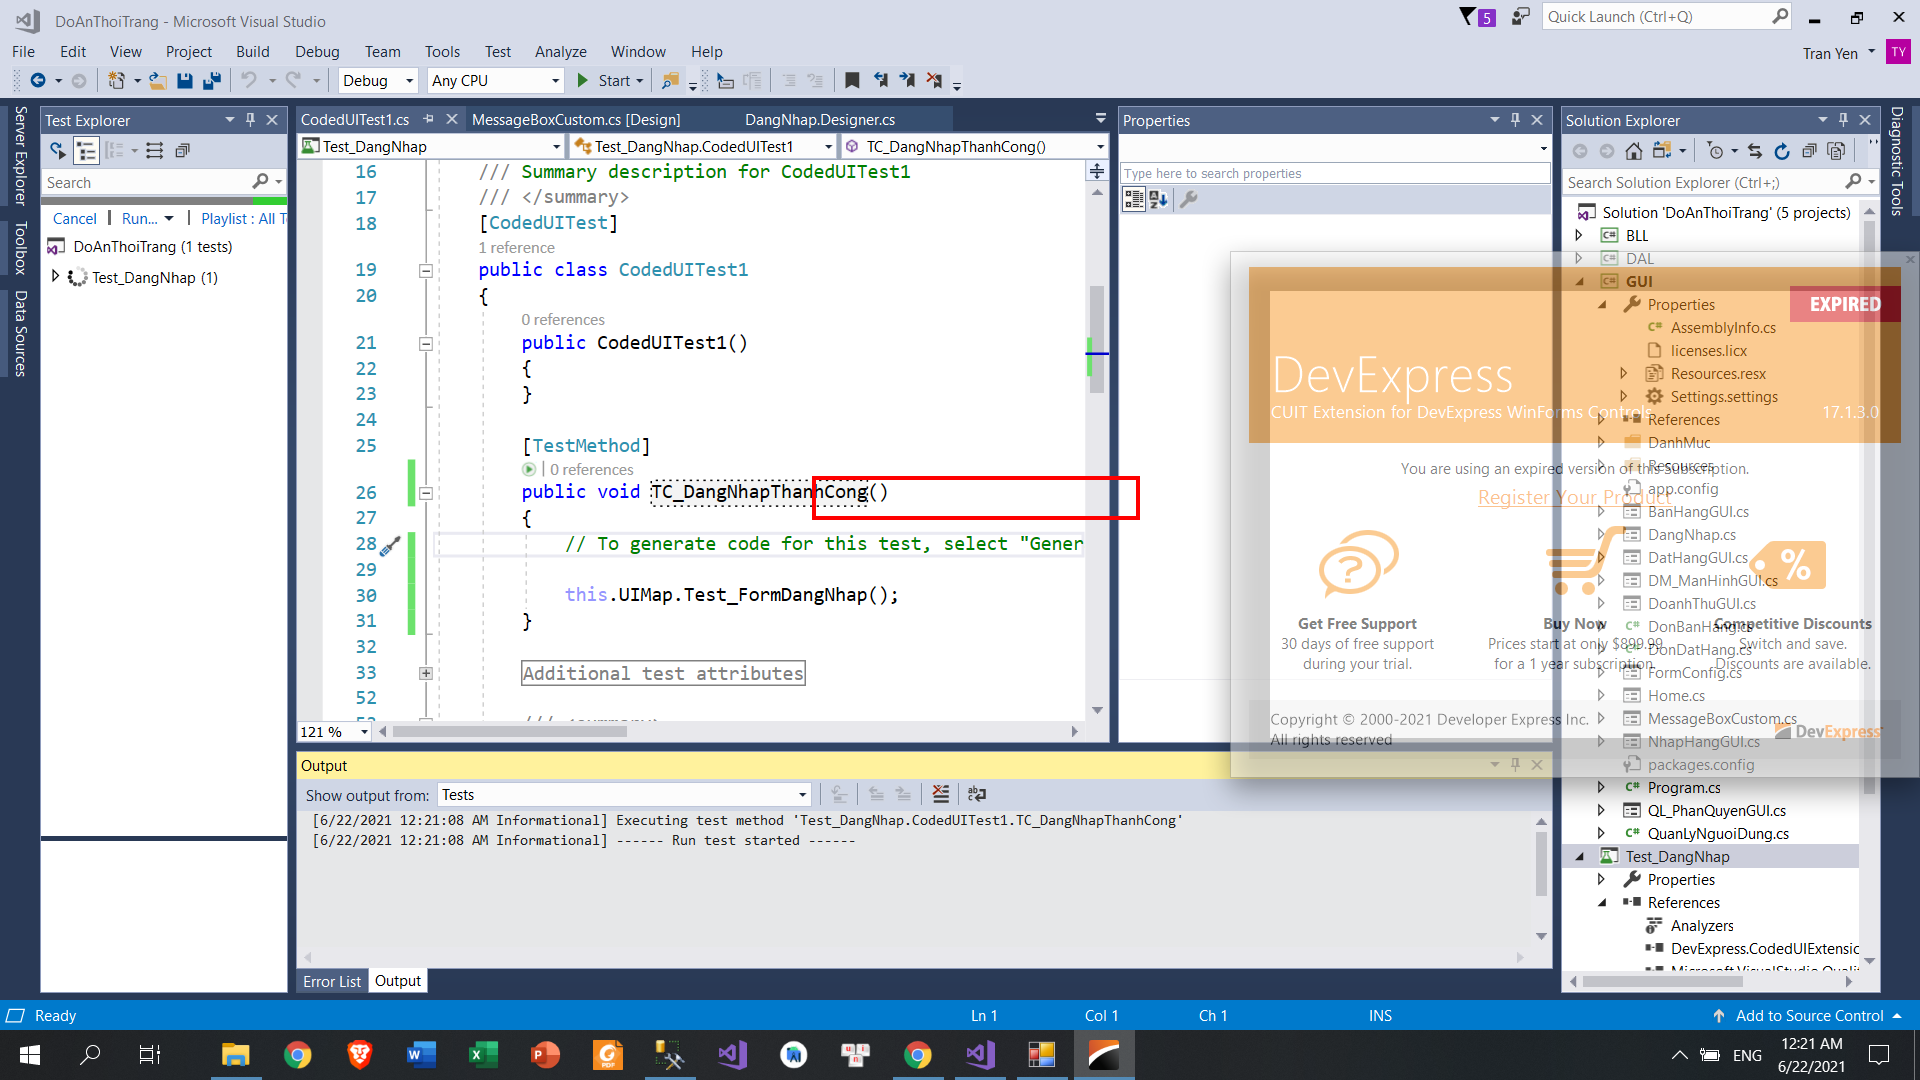 DoAnThoiTrang - Microsoft Visual Studio
5
Quick Launch (Ctrl+Q)
File Edit View Project Build Debug Team Tools Test Analyze Window Help
Tran Yen
TY
Debug
Any CPU
Start
Server Explorer
Toolbox
Data Sources
Test Explorer
Search
Cancel | Run... | Playlist : All T
DoAnThoiTrang (1 tests)
Test_DangNhap (1)
CodedUITest1.cs
MessageBoxCustom.cs [Design]
DangNhap.Designer.cs
Test_DangNhap
Test_DangNhap.CodedUITest1
TC_DangNhapThanhCong()
16 /// Summary description for CodedUITest1
17 /// </summary>
18 [CodedUITest]
1 reference
19 public class CodedUITest1
20 {
0 references
21 public CodedUITest1()
22 {
23 }
24
25 [TestMethod]
| 0 references
26 public void TC_DangNhapThanhCong()
27 {
28 // To generate code for this test, select "Gener
29
30 this.UIMap.Test_FormDangNhap();
31 }
32
33 Additional test attributes
52
121 %
Properties
Type here to search properties
Output
Show output from: Tests
[6/22/2021 12:21:08 AM Informational] Executing test method 'Test_DangNhap.CodedUITest1.TC_DangNhapThanhCong'
[6/22/2021 12:21:08 AM Informational] ------ Run test started ------
Error List
Output
Solution Explorer
Search Solution Explorer (Ctrl+;)
Solution 'DoAnThoiTrang' (5 projects)
BLL
DAL
GUI
Properties
AssemblyInfo.cs
licenses.licx
Resources.resx
Settings.settings
References
DanhMuc
Resources
app.config
BanHangGUI.cs
DangNhap.cs
DatHangGUI.cs
DM_ManHinhGUI.cs
DoanhThuGUI.cs
DonBanHang.cs
DonDatHang.cs
FormConfig.cs
Home.cs
MessageBoxCustom.cs
NhapHangGUI.cs
packages.config
Program.cs
QL_PhanQuyenGUI.cs
QuanLyNguoiDung.cs
Test_DangNhap
Properties
References
Analyzers
DevExpress.CodedUIExtensic
Diagnostic Tools
EXPIRED
DevExpress
CUIT Extension for DevExpress WinForms Controls
17.1.3.0
You are using an expired version of this subscription.
Register Your Product
Get Free Support
30 days of free support
during your trial.
Buy Now
Prices start at only $899.99
for a 1 year subscription.
Competitive Discounts
Switch and save.
Discounts are available.
Copyright © 2000-2021 Developer Express Inc.
All rights reserved
DevExpress
Ready
Ln 1
Col 1
Ch 1
INS
Add to Source Control
ENG
12:21 AM
6/22/2021